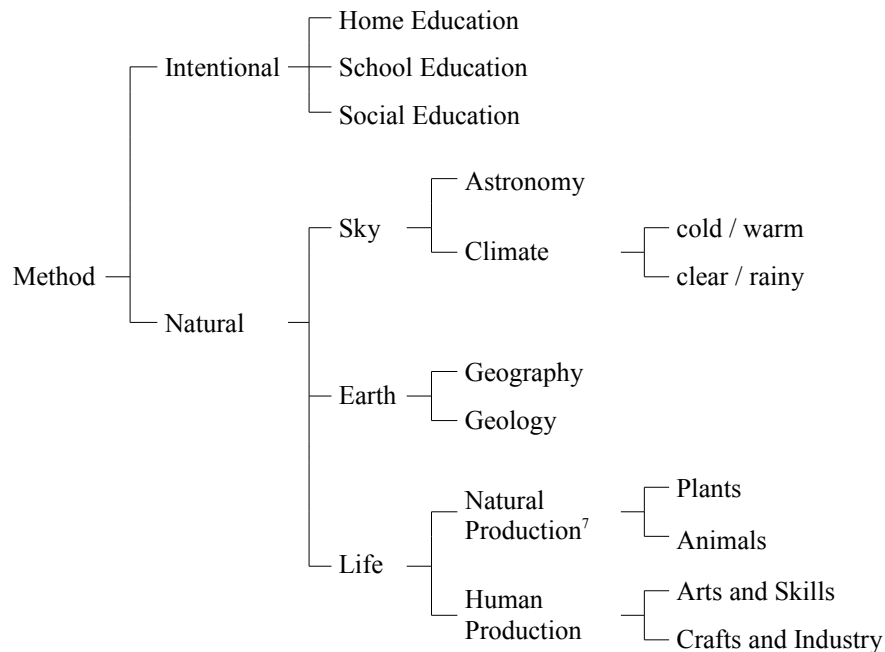 Home Education
Intentional
School Education
Social Education
Astronomy
Sky
cold / warm
Climate
clear / rainy
Method
Natural
Geography
Earth
Geology
Plants
Natural
Production7
Animals
Life
Arts and Skills
Human
Production
Crafts and Industry